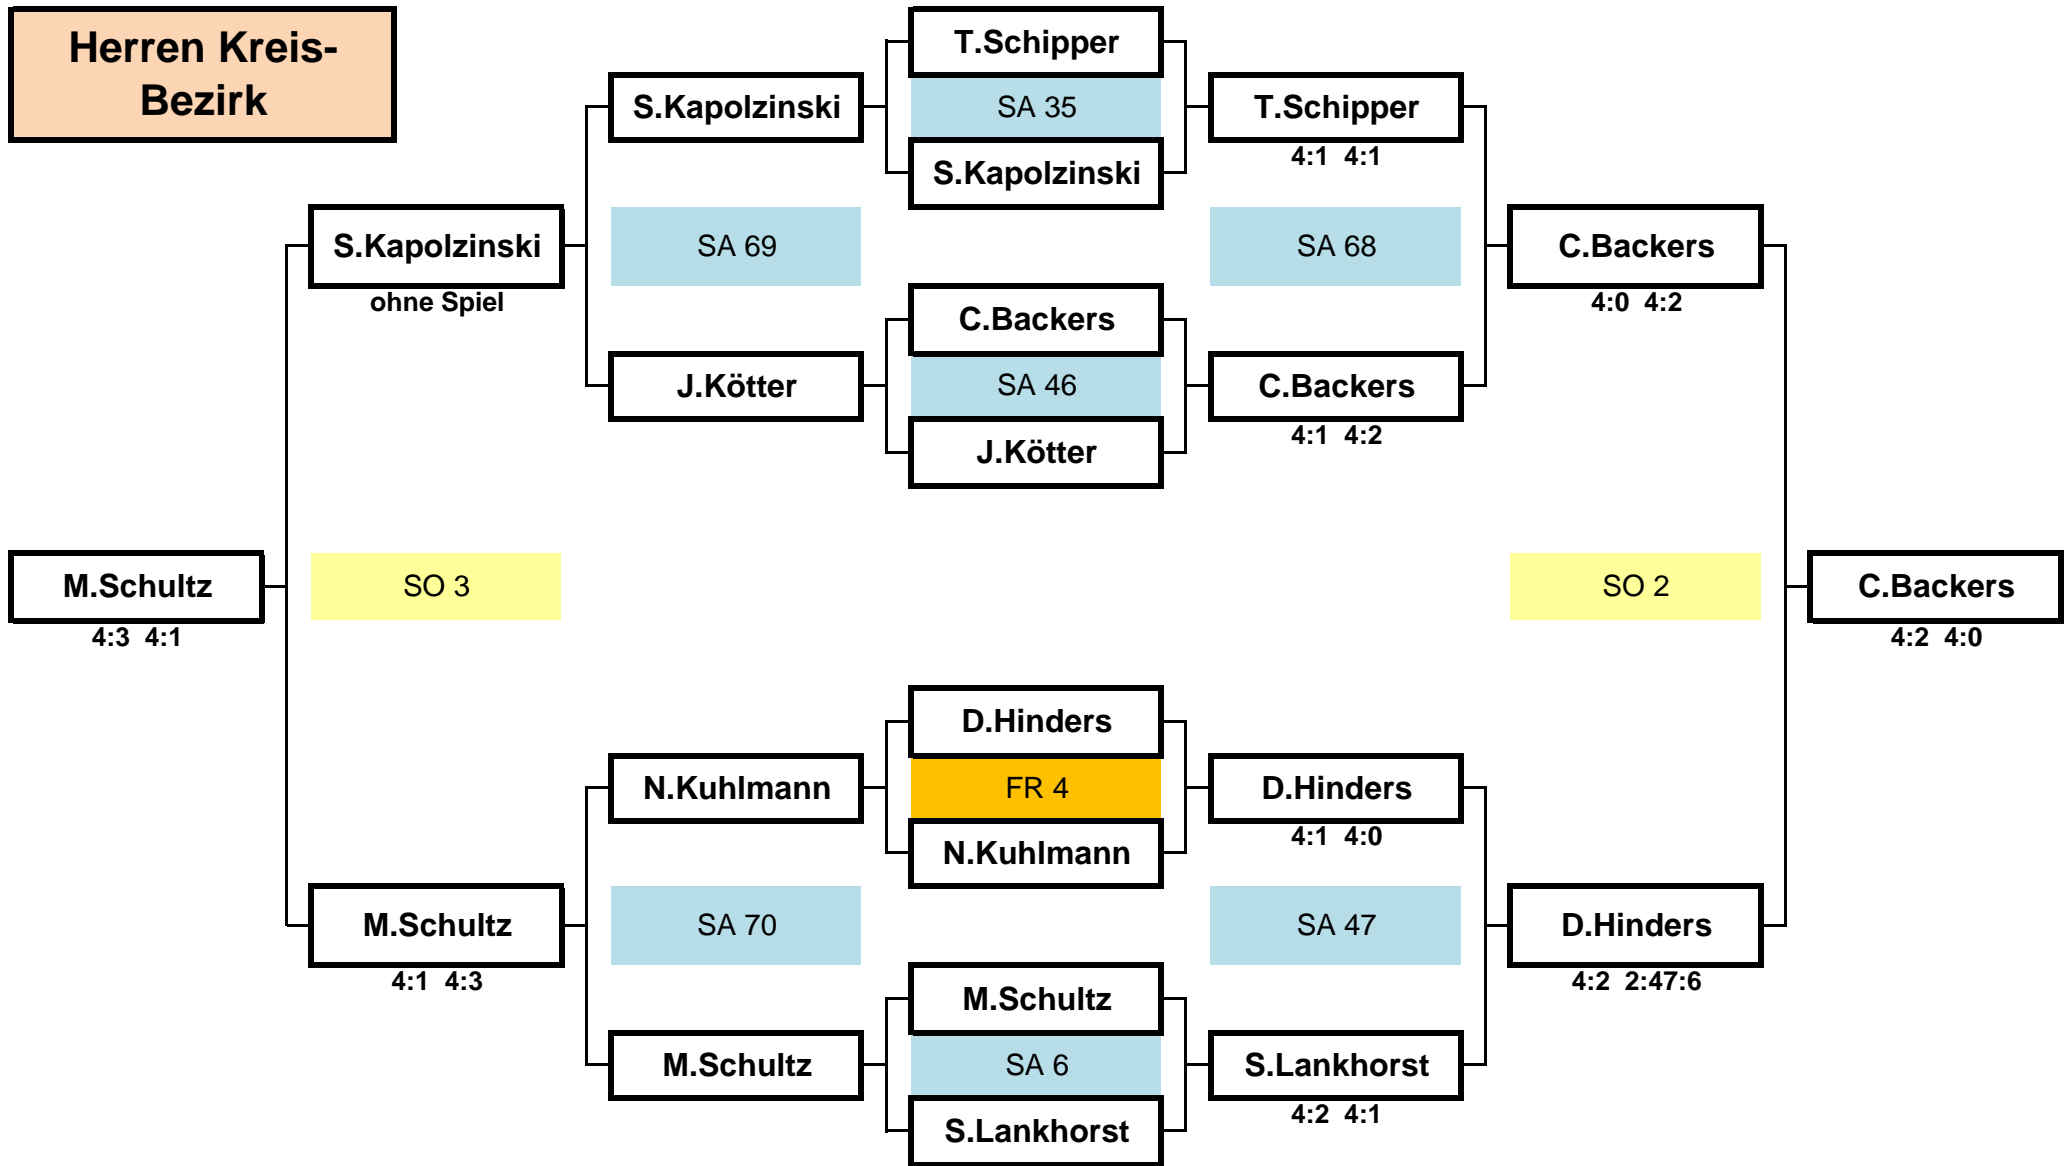 Herren Kreis-
Bezirk
T.Schipper
S.Kapolzinski
SA 35
T.Schipper
4:1 4:1
S.Kapolzinski
S.Kapolzinski
ohne Spiel
SA 69
SA 68
C.Backers
4:0 4:2
C.Backers
J.Kötter
SA 46
C.Backers
4:1 4:2
J.Kötter
M.Schultz
4:3 4:1
SO 3
SO 2
C.Backers
4:2 4:0
D.Hinders
N.Kuhlmann
FR 4
D.Hinders
4:1 4:0
N.Kuhlmann
M.Schultz
4:1 4:3
SA 70
SA 47
D.Hinders
4:2 2:47:6
M.Schultz
M.Schultz
SA 6
S.Lankhorst
4:2 4:1
S.Lankhorst